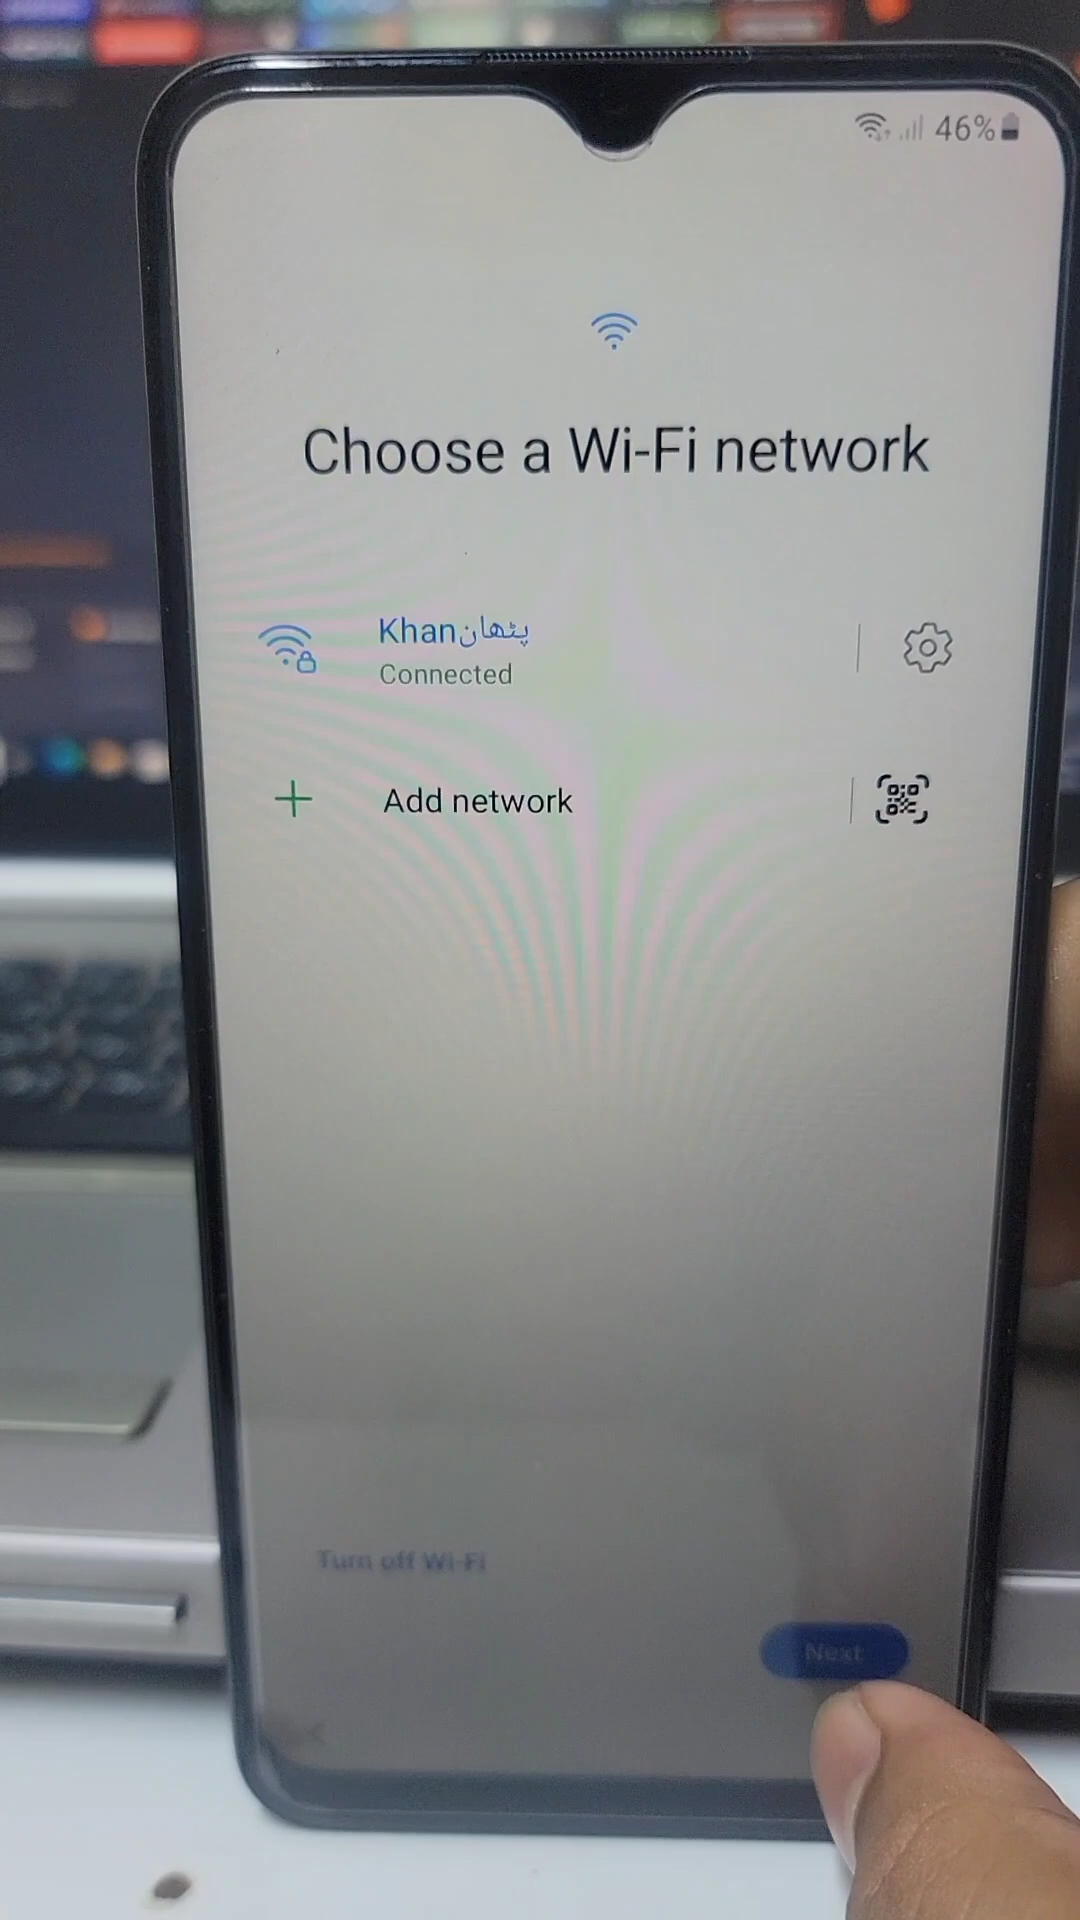 46%
Choose a Wi-Fi network
Khanپٹھان
Connected
Add network
Turn off Wi-Fi
Next